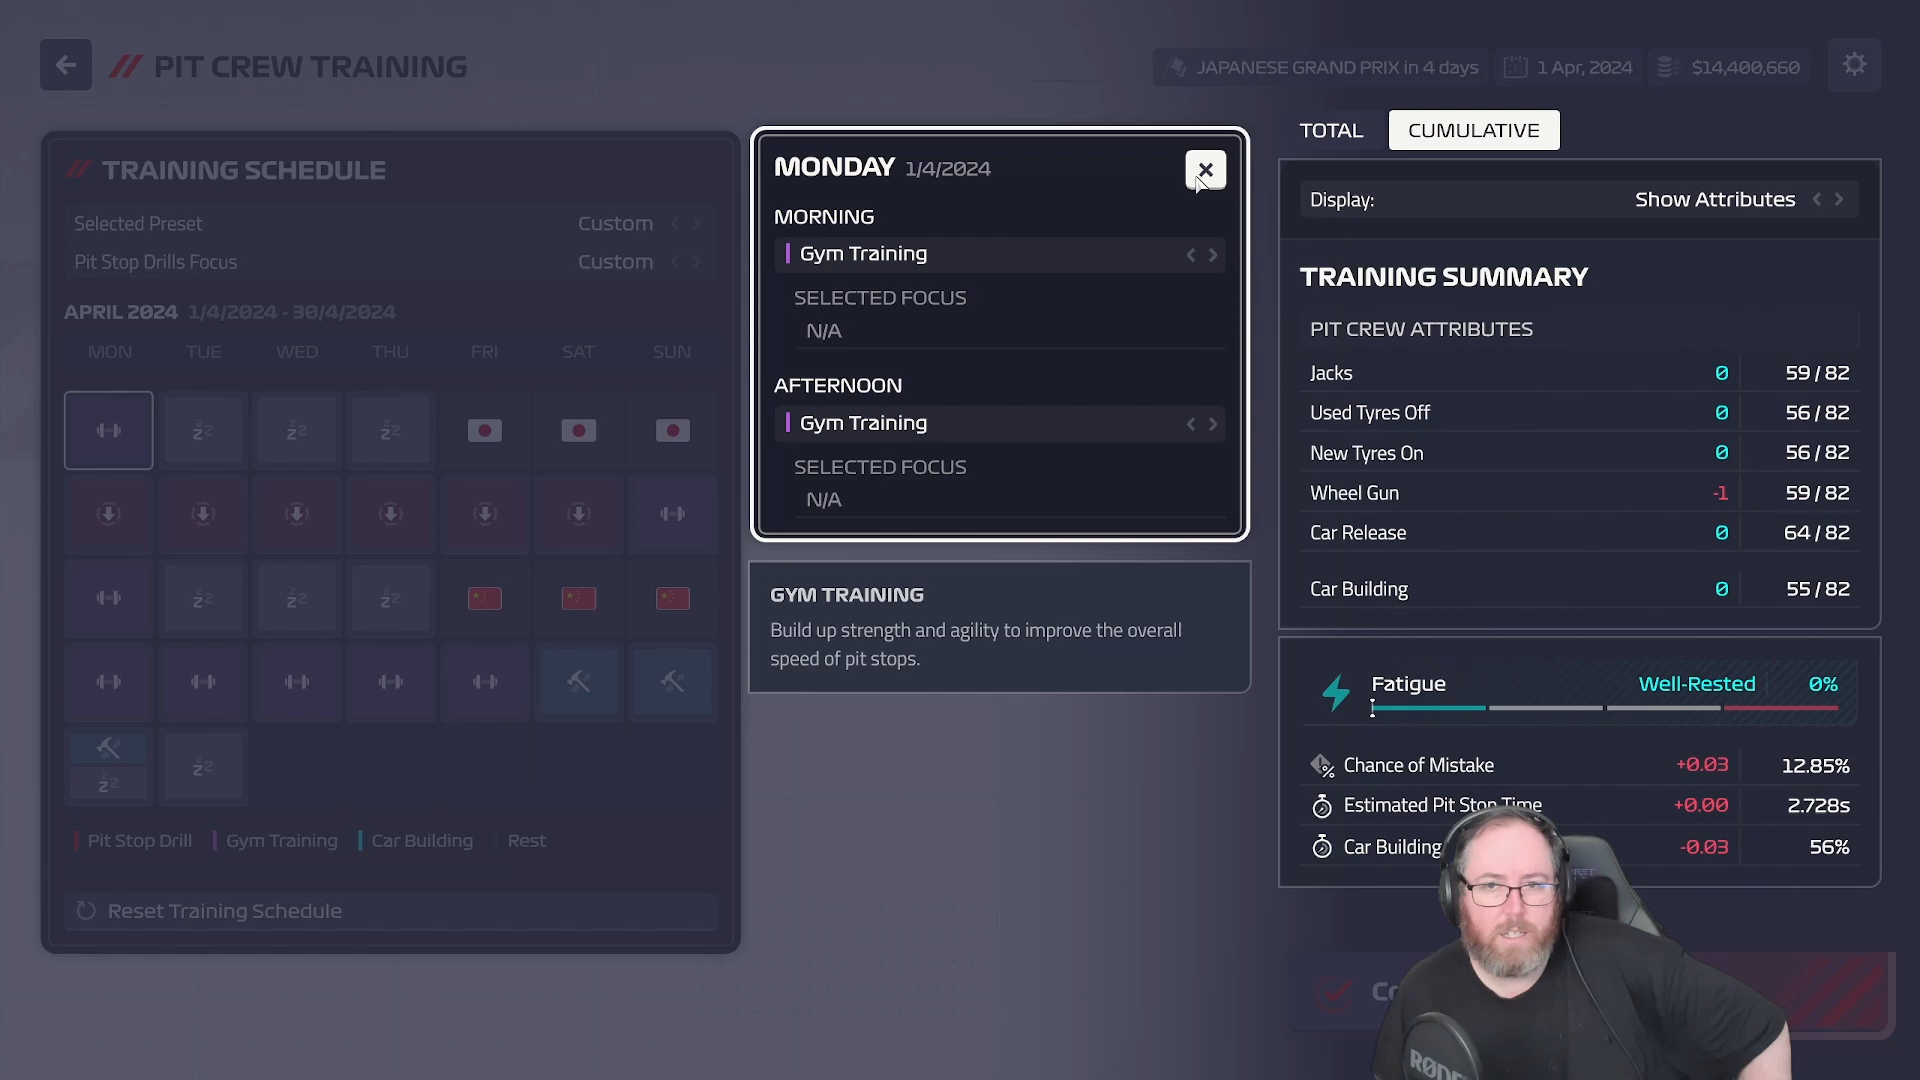 PIT CREW TRAINING
JAPANESE GRAND PRIX in 4 days
1 Apr, 2024
$14,400,660
TRAINING SCHEDULE
Selected Preset Custom
Pit Stop Drills Focus Custom
APRIL 2024 1/4/2024 - 30/4/2024
MON TUE WED THU FRI SAT SUN
Pit Stop Drill Gym Training Car Building Rest
Reset Training Schedule
MONDAY 1/4/2024
MORNING
Gym Training
SELECTED FOCUS
N/A
AFTERNOON
Gym Training
SELECTED FOCUS
N/A
GYM TRAINING
Build up strength and agility to improve the overall
speed of pit stops.
TOTAL CUMULATIVE
Display: Show Attributes
TRAINING SUMMARY
PIT CREW ATTRIBUTES
Jacks 0 59 / 82
Used Tyres Off 0 56 / 82
New Tyres On 0 56 / 82
Wheel Gun -1 59 / 82
Car Release 0 64 / 82
Car Building 0 55 / 82
Fatigue Well-Rested 0%
Chance of Mistake +0.03 12.85%
Estimated Pit Stop Time +0.00 2.728s
Car Building -0.03 56%
RØDE